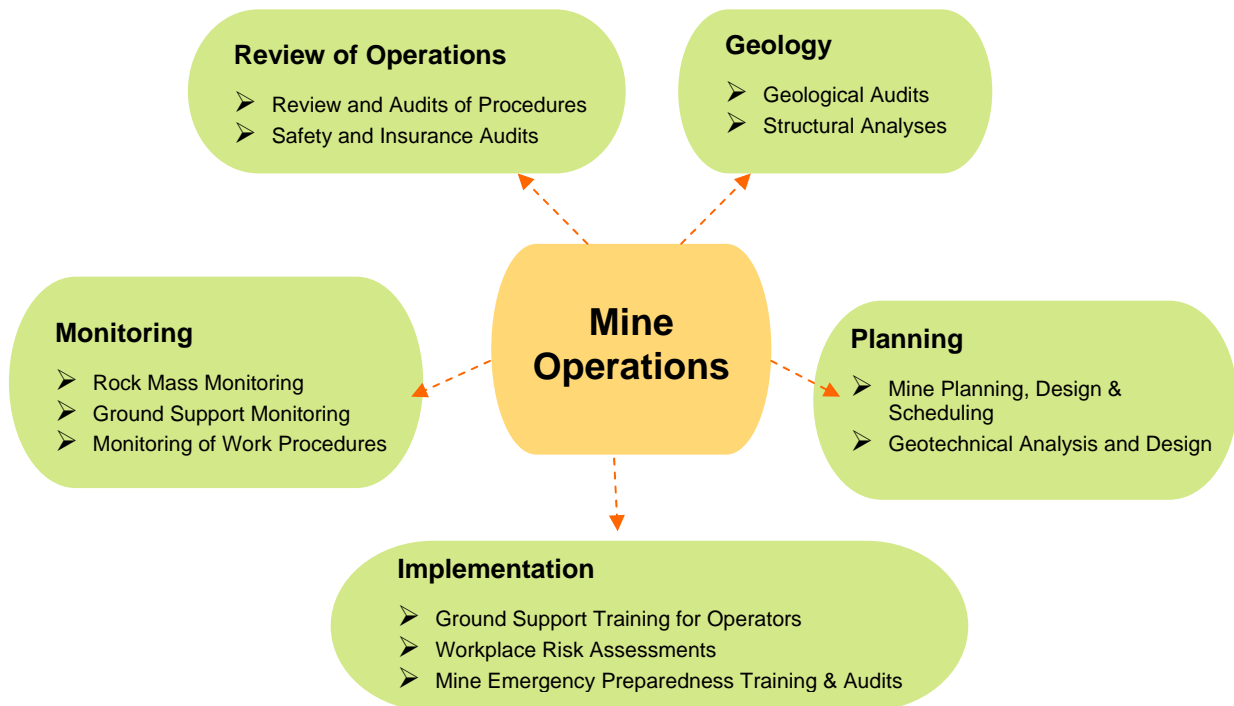 Review of Operations
➢ Review and Audits of Procedures
➢ Safety and Insurance Audits
Geology
➢ Geological Audits
➢ Structural Analyses
Mine
Operations
Monitoring
➢ Rock Mass Monitoring
➢ Ground Support Monitoring
➢ Monitoring of Work Procedures
Planning
➢ Mine Planning, Design &
Scheduling
➢ Geotechnical Analysis and Design
Implementation
➢ Ground Support Training for Operators
➢ Workplace Risk Assessments
➢ Mine Emergency Preparedness Training & Audits